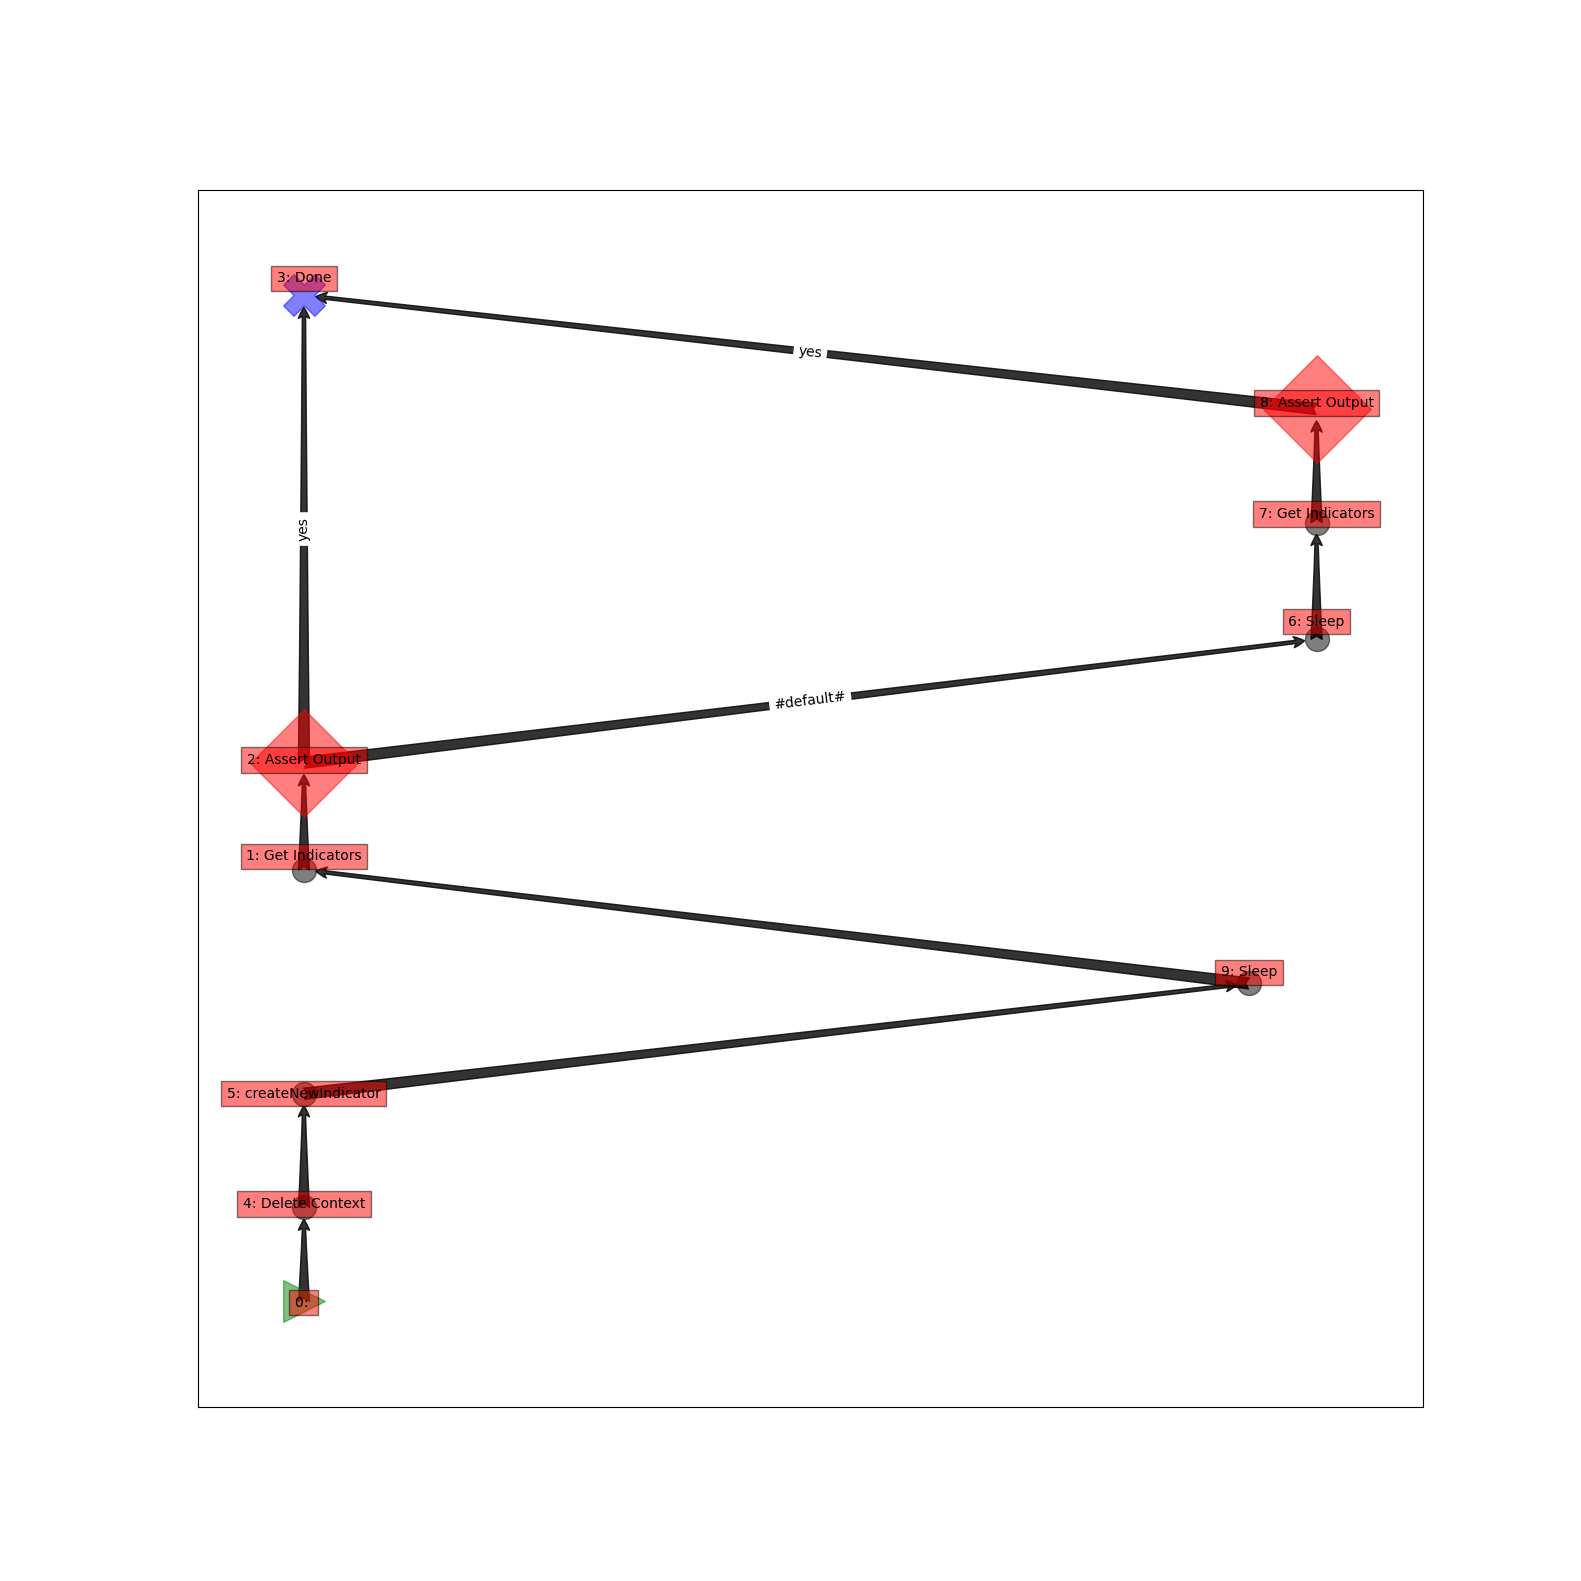 3: Done
yes
8: Assert Output
7: Get Indicators
yes
6: Sleep
#default#
2: Assert Output
1: Get Indicators
9: Sleep
5: createNewIndicator
4: Delete Context
0: